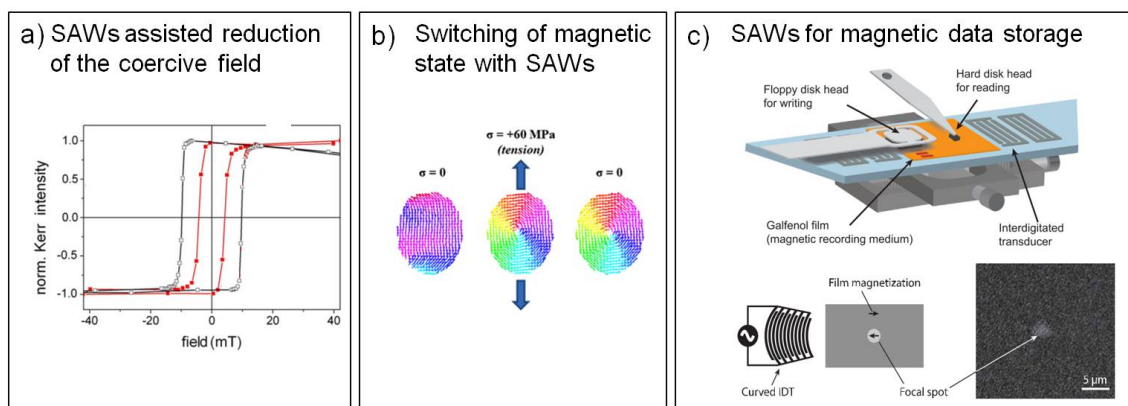 a) SAWs assisted reduction
of the coercive field
norm. Kerr intensity
1.0
0.5
0.0
-0.5
-1.0
-40
-20
0
20
40
field (mT)
b) Switching of magnetic
state with SAWs
σ = +60 MPa
(tension)
σ = 0
σ = 0
c) SAWs for magnetic data storage
Floppy disk head
for writing
Hard disk head
for reading
Galfenol film
(magnetic recording medium)
Interdigitated
transducer
Film magnetization
Curved IDT
Focal spot
5 µm